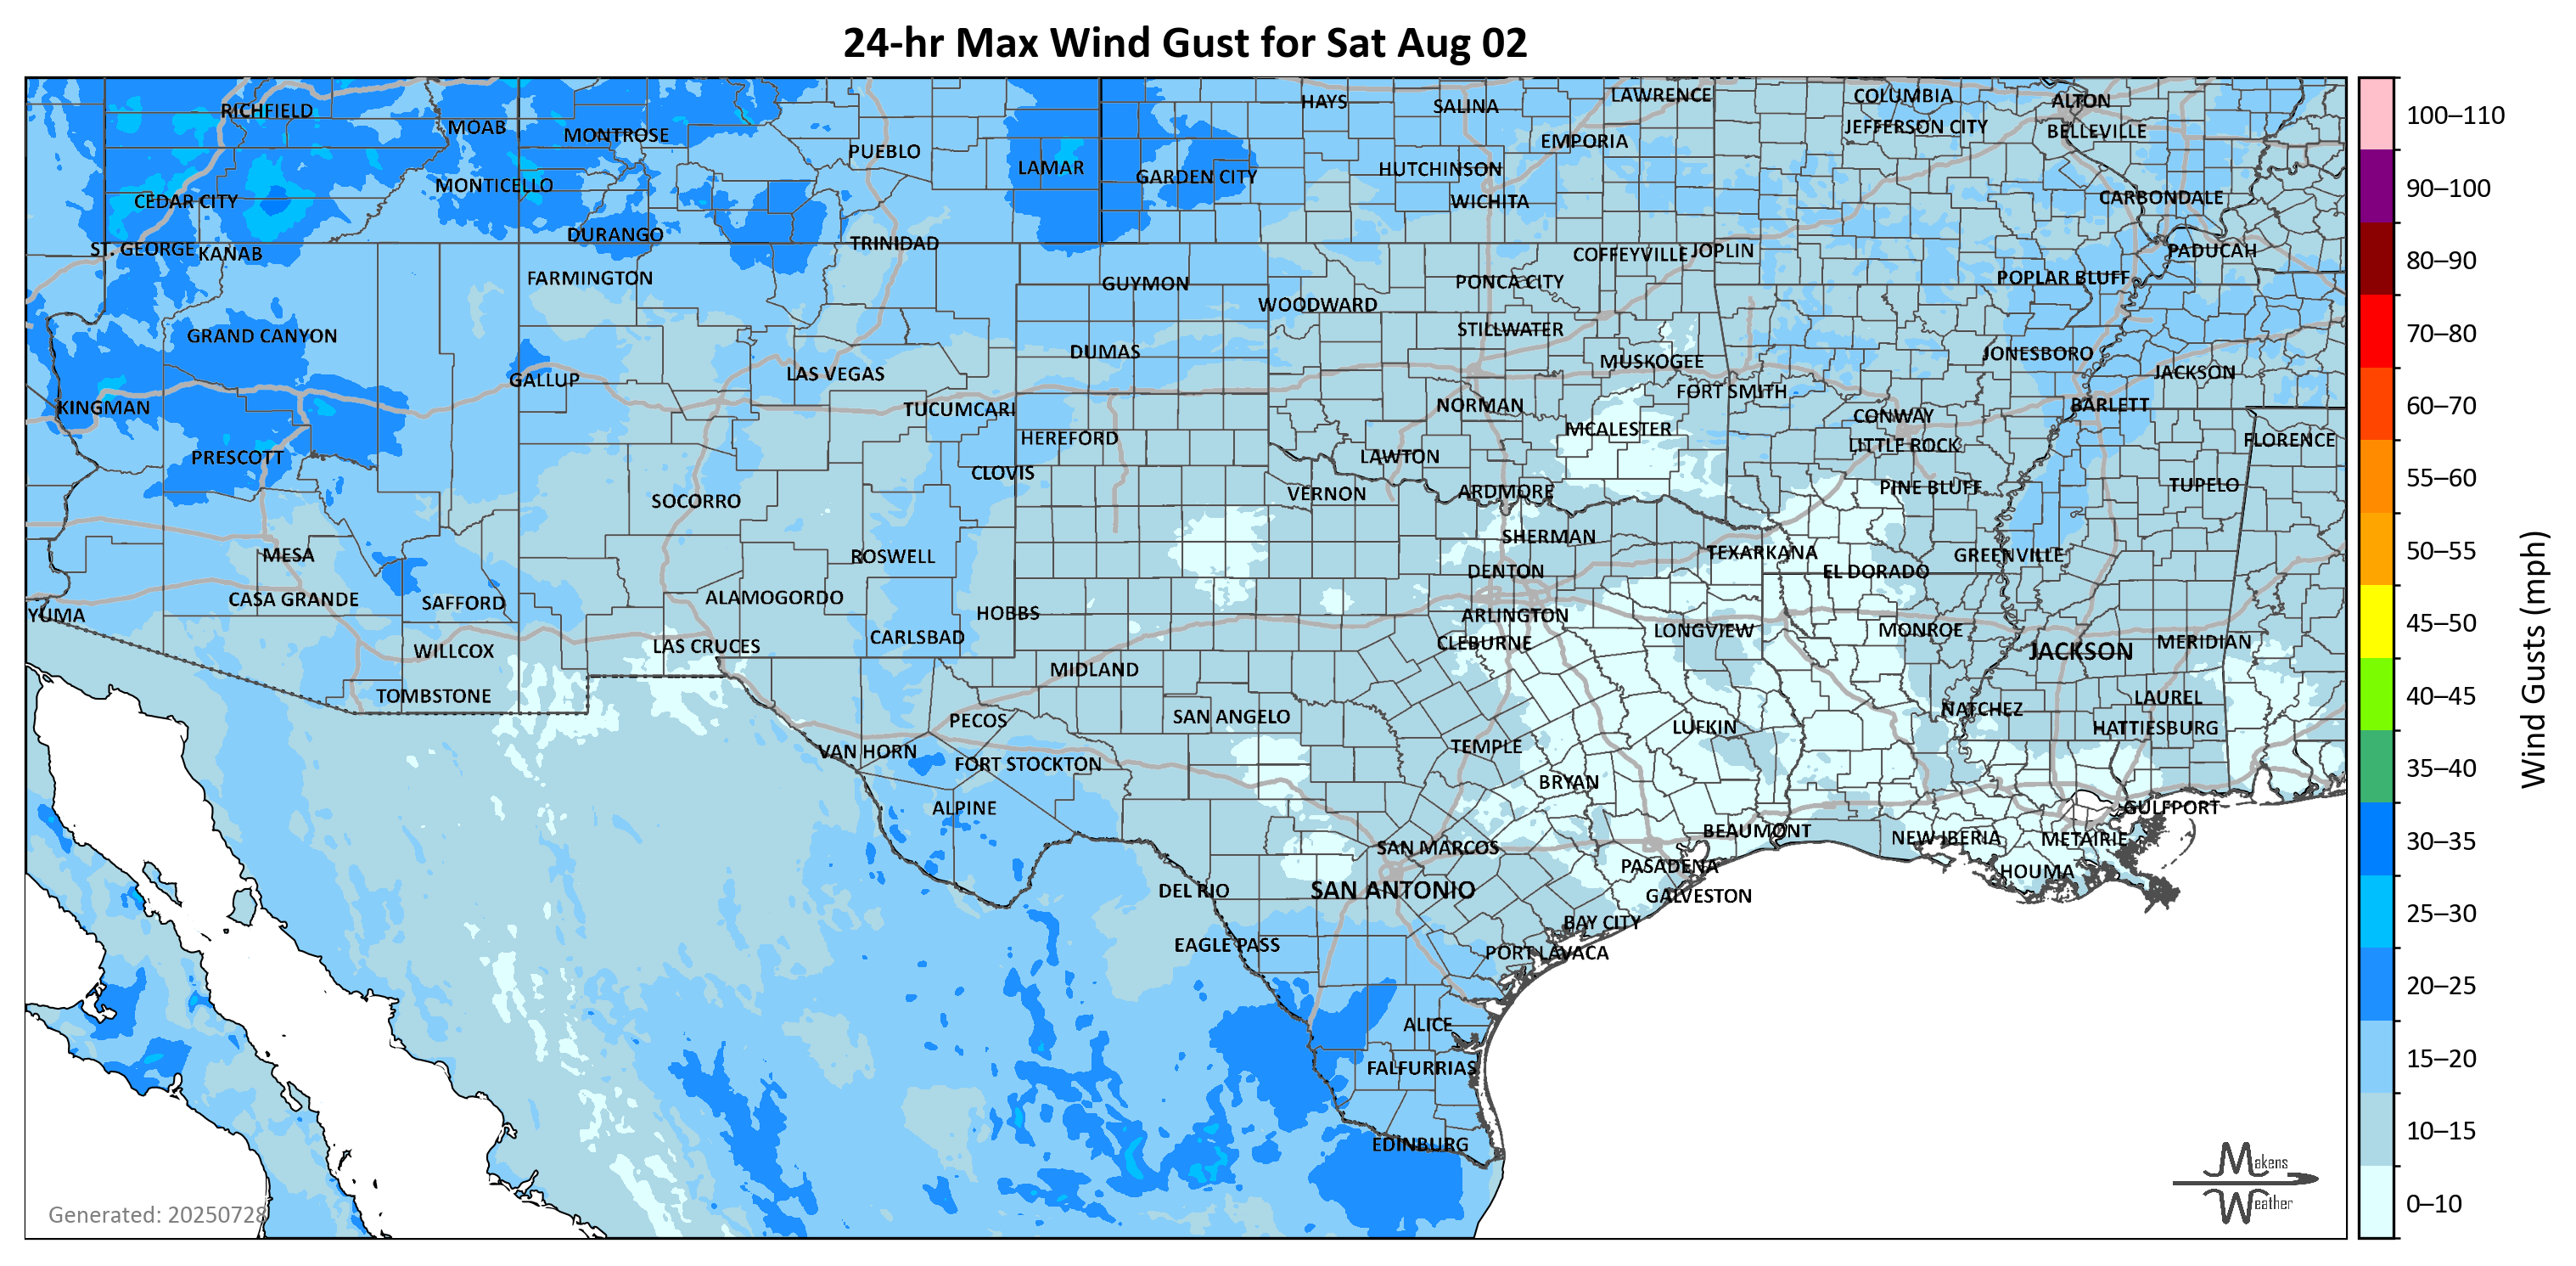 24-hr Max Wind Gust for Sat Aug 02
RICHFIELD
MOAB
MONTROSE
PUEBLO
LAMAR
GARDEN CITY
HAYS
SALINA
LAWRENCE
COLUMBIA
ALTON
EMPORIA
JEFFERSON CITY
BELLEVILLE
HUTCHINSON
MONTICELLO
CEDAR CITY
WICHITA
CARBONDALE
DURANGO
TRINIDAD
ST. GEORGE
KANAB
COFFEYVILLE
JOPLIN
PADUCAH
FARMINGTON
GUYMON
PONCA CITY
POPLAR BLUFF
WOODWARD
GRAND CANYON
STILLWATER
DUMAS
MUSKOGEE
JONESBORO
GALLUP
LAS VEGAS
JACKSON
FORT SMITH
KINGMAN
TUCUMCARI
NORMAN
CONWAY
BARLETT
HEREFORD
MCALESTER
LITTLE ROCK
FLORENCE
PRESCOTT
CLOVIS
LAWTON
SOCORRO
VERNON
ARDMORE
PINE BLUFF
TUPELO
MESA
ROSWELL
SHERMAN
TEXARKANA
GREENVILLE
DENTON
EL DORADO
CASA GRANDE
SAFFORD
ALAMOGORDO
YUMA
HOBBS
ARLINGTON
WILLCOX
LAS CRUCES
CARLSBAD
CLEBURNE
LONGVIEW
MONROE
JACKSON
MERIDIAN
MIDLAND
TOMBSTONE
LAUREL
PECOS
SAN ANGELO
NATCHEZ
HATTIESBURG
LUFKIN
VAN HORN
FORT STOCKTON
TEMPLE
BRYAN
ALPINE
GULFPORT
BEAUMONT
NEW IBERIA
METAIRIE
SAN MARCOS
PASADENA
HOUMA
DEL RIO
SAN ANTONIO
GALVESTON
BAY CITY
EAGLE PASS
PORT LAVACA
ALICE
FALFURRIAS
EDINBURG
Generated: 20250728
Makens
Weather
100–110
90–100
80–90
70–80
60–70
55–60
50–55
45–50
40–45
35–40
30–35
25–30
20–25
15–20
10–15
0–10
Wind Gusts (mph)